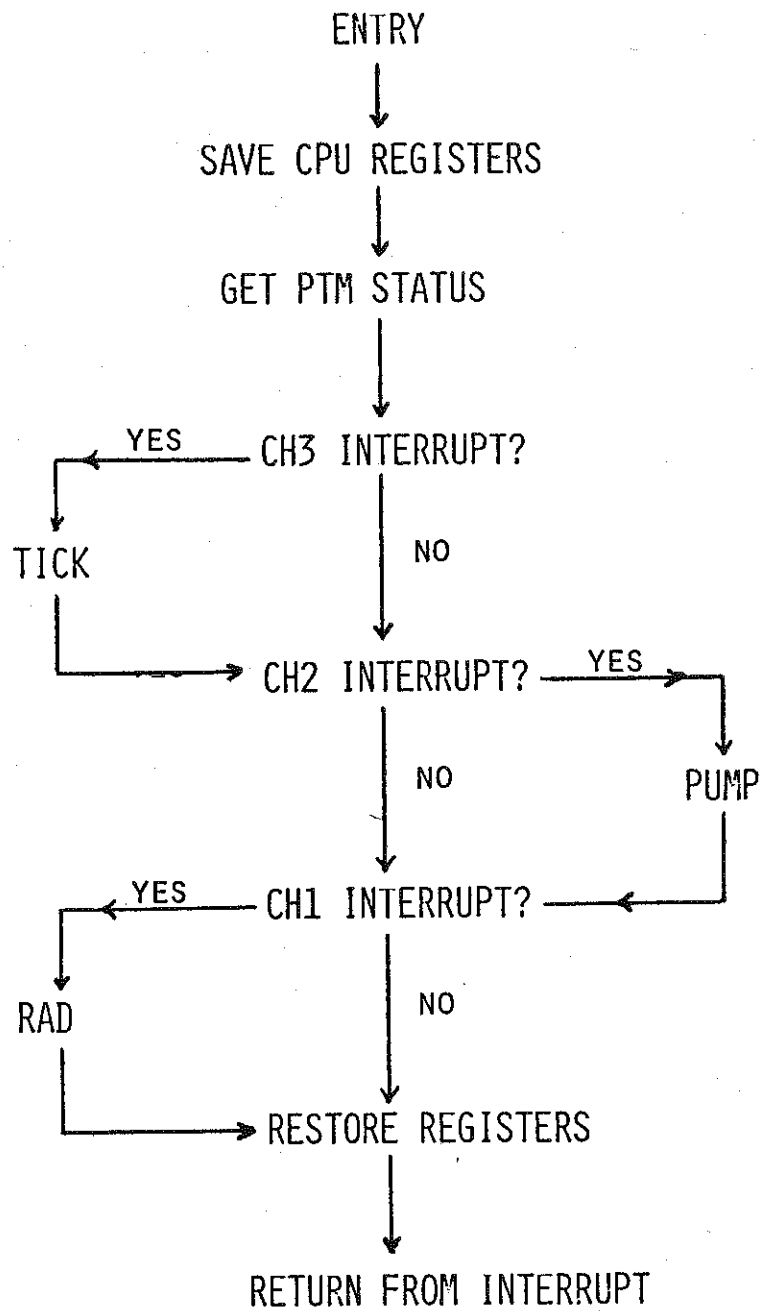 ENTRY
SAVE CPU REGISTERS
GET PTM STATUS
YES
CH3 INTERRUPT?
NO
TICK
CH2 INTERRUPT?
YES
NO
PUMP
YES
CH1 INTERRUPT?
NO
RAD
RESTORE REGISTERS
RETURN FROM INTERRUPT